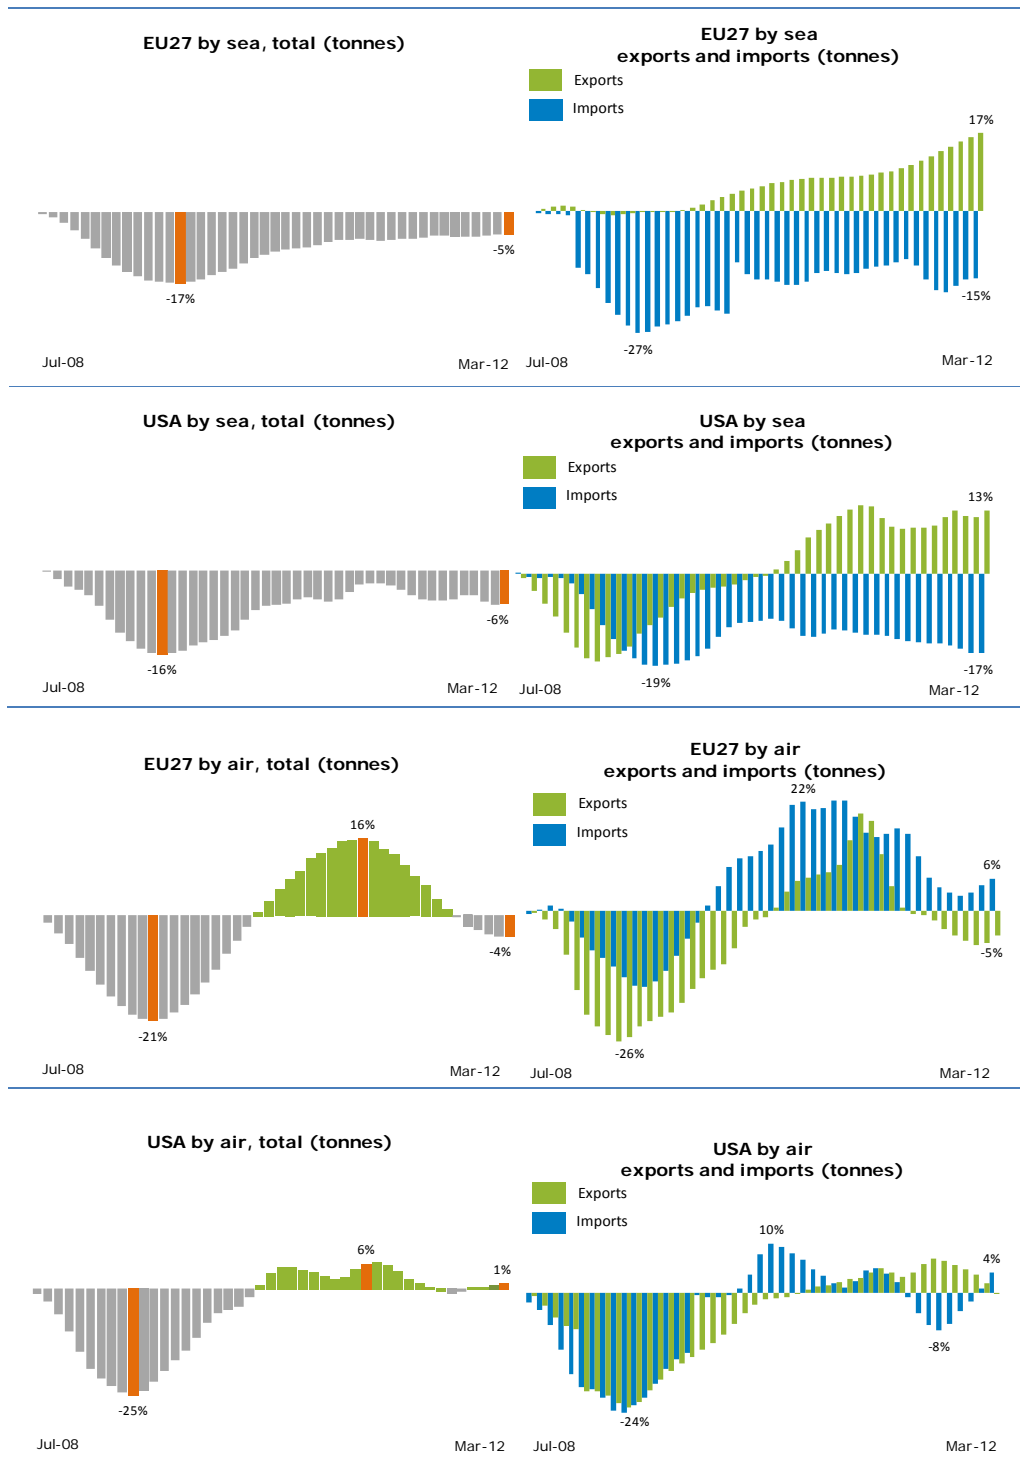 EU27 by sea, total (tonnes)
-17%
-5%
Jul-08
Mar-12
EU27 by sea
exports and imports (tonnes)
Exports
Imports
17%
-15%
-27%
Jul-08
Mar-12
USA by sea, total (tonnes)
-6%
-16%
Jul-08
Mar-12
USA by sea
exports and imports (tonnes)
Exports
Imports
13%
-17%
-19%
Jul-08
Mar-12
EU27 by air, total (tonnes)
16%
-4%
-21%
Jul-08
Mar-12
EU27 by air
exports and imports (tonnes)
22%
Exports
Imports
6%
-5%
-26%
Jul-08
Mar-12
USA by air, total (tonnes)
6%
1%
-25%
Jul-08
Mar-12
USA by air
exports and imports (tonnes)
Exports
Imports
10%
4%
-8%
-24%
Jul-08
Mar-12